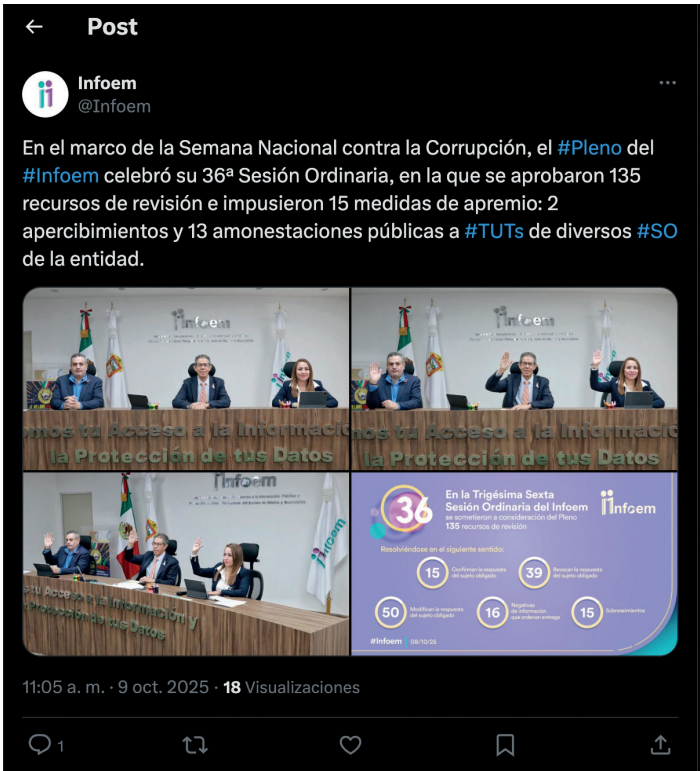 Post
Infoem
@Infoem
En el marco de la Semana Nacional contra la Corrupción, el #Pleno del
#Infoem celebró su 36ª Sesión Ordinaria, en la que se aprobaron 135
recursos de revisión e impusieron 15 medidas de apremio: 2
apercibimientos y 13 amonestaciones públicas a #TUTs de diversos #SO
de la entidad.
infoem
omos tu Acceso a la Informació
la Protección de tus Datos
infoem
mos tu Acceso a la Informació
la Protección de tus Datos
infoem
infoem
tu Acceso a la Información y
Protección de tus Datos
36
En la Trigésima Sexta
Sesión Ordinaria del Infoem
se sometieron a consideración del Pleno
135 recursos de revisión
infoem
Resolviéndose en el siguiente sentido:
15 Confirman la respuesta
del sujeto obligado
39 Revocan la respuesta
del sujeto obligado
50 Modifican la respuesta
del sujeto obligado
16 Negativas
de información
que ordenan entrega
15 Sobreseimientos
#Infoem 08/10/25
11:05 a. m. · 9 oct. 2025 · 18 Visualizaciones
1